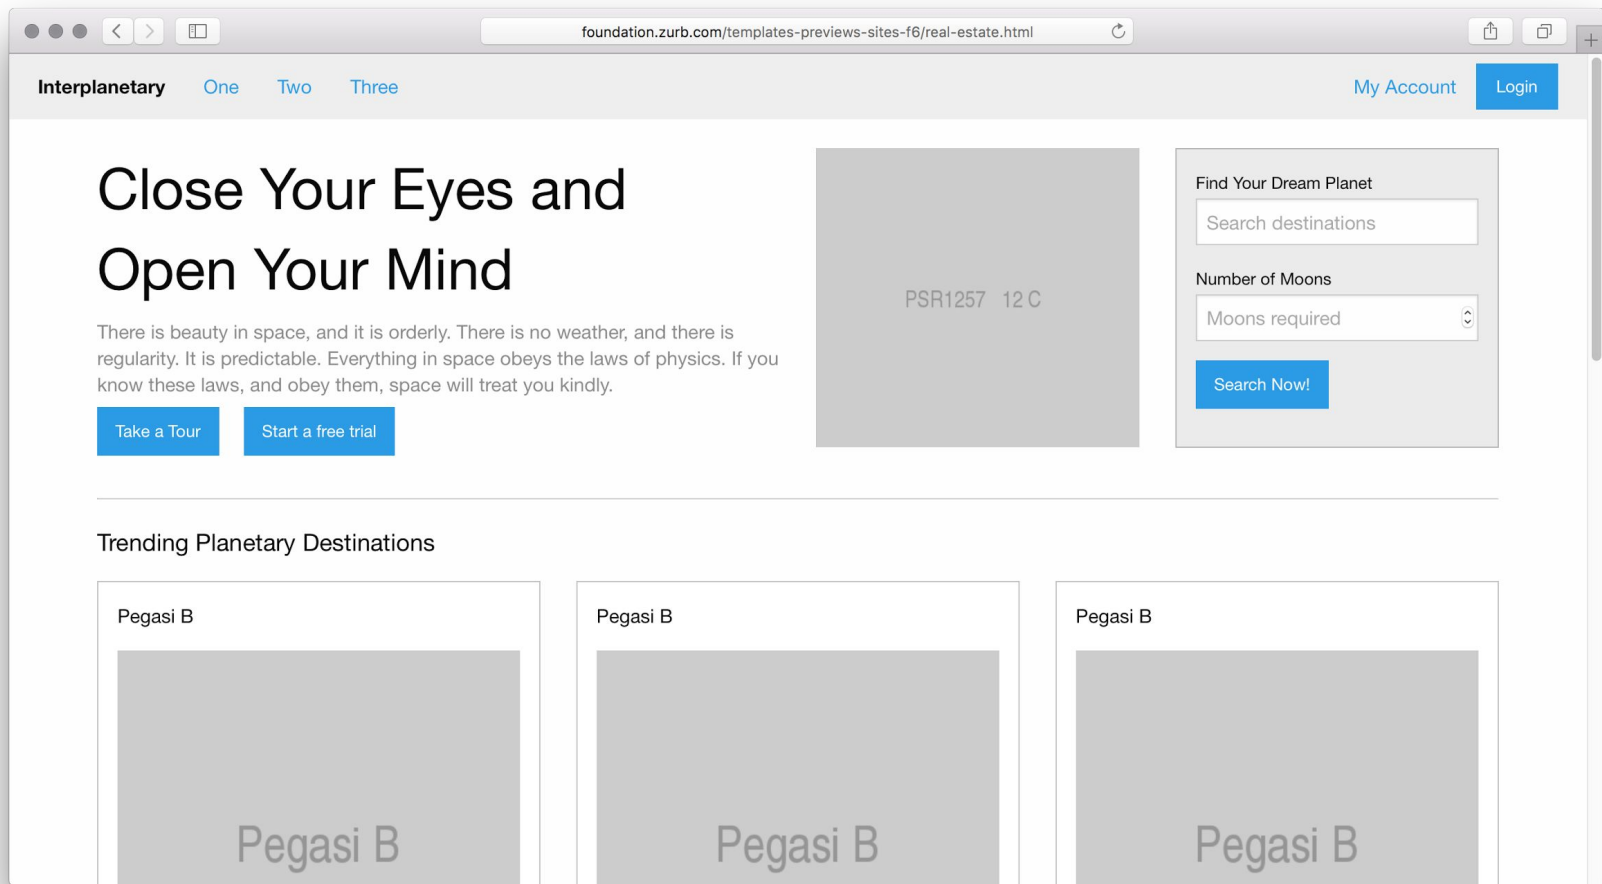 foundation.zurb.com/templates-previews-sites-f6/real-estate.html
Interplanetary One Two Three My Account Login
Close Your Eyes and
Open Your Mind
There is beauty in space, and it is orderly. There is no weather, and there is
regularity. It is predictable. Everything in space obeys the laws of physics. If you
know these laws, and obey them, space will treat you kindly.
Take a Tour Start a free trial
PSR1257 12 C
Find Your Dream Planet
Search destinations
Number of Moons
Moons required
Search Now!
Trending Planetary Destinations
Pegasi B Pegasi B Pegasi B
Pegasi B Pegasi B Pegasi B